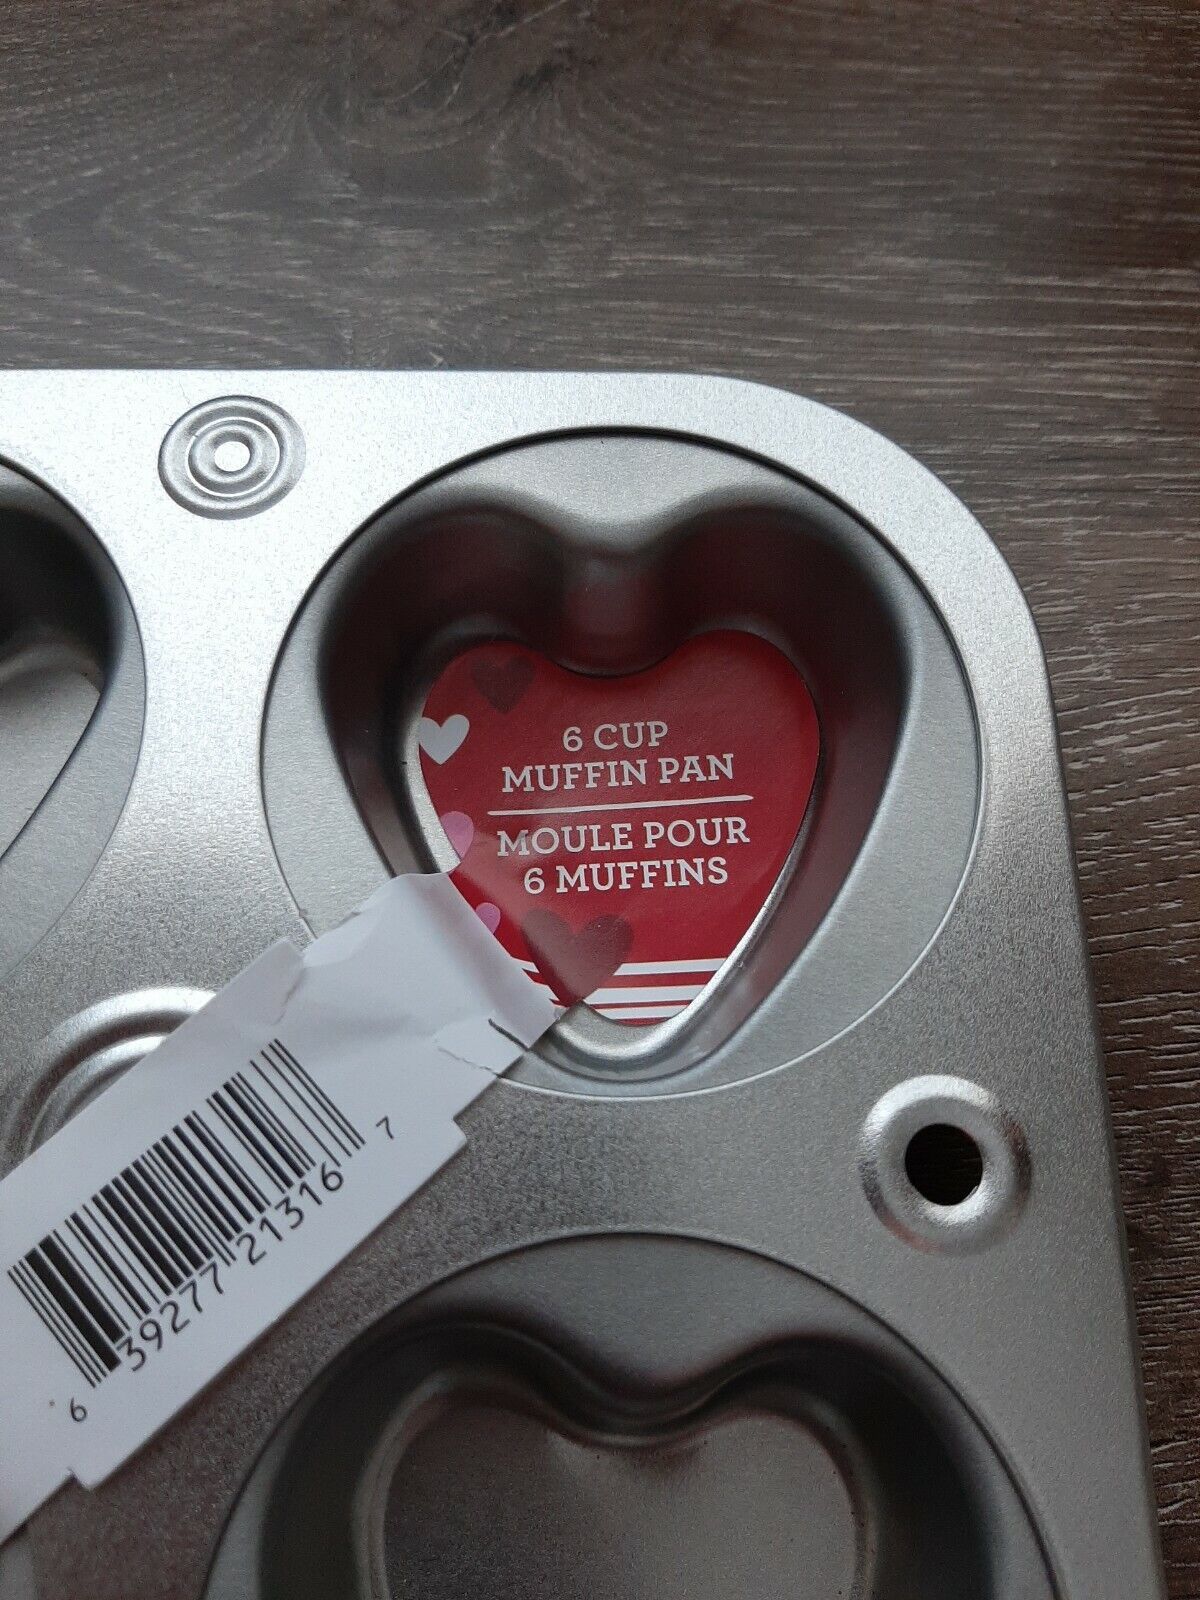 6 CUP
MUFFIN PAN
MOULE POUR
6 MUFFINS
6 39277 21316 7